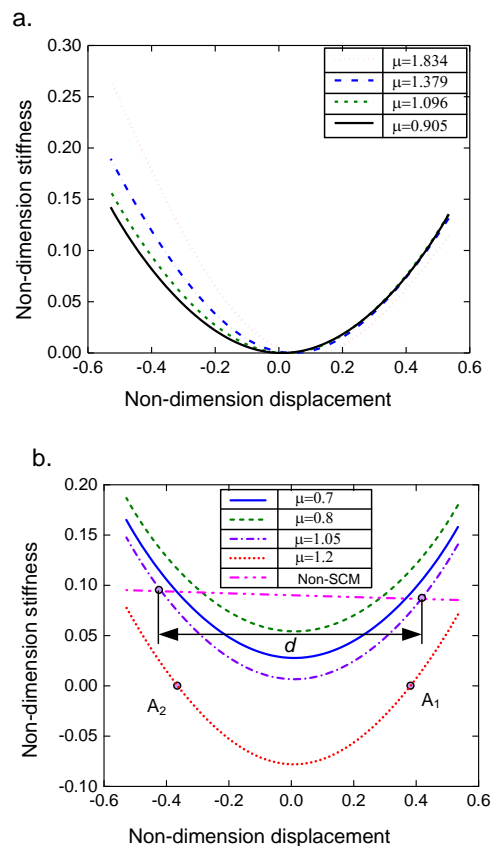 a.
0.30
0.25
0.20
0.15
0.10
0.05
0.00
Non-dimension stiffness
μ=1.834
μ=1.379
μ=1.096
μ=0.905
-0.6 -0.4 -0.2 0.0 0.2 0.4 0.6
Non-dimension displacement
b.
0.20
0.15
0.10
0.05
0.00
-0.05
-0.10
Non-dimension stiffness
μ=0.7
μ=0.8
μ=1.05
μ=1.2
Non-SCM
d
A2 A1
-0.6 -0.4 -0.2 0.0 0.2 0.4 0.6
Non-dimension displacement